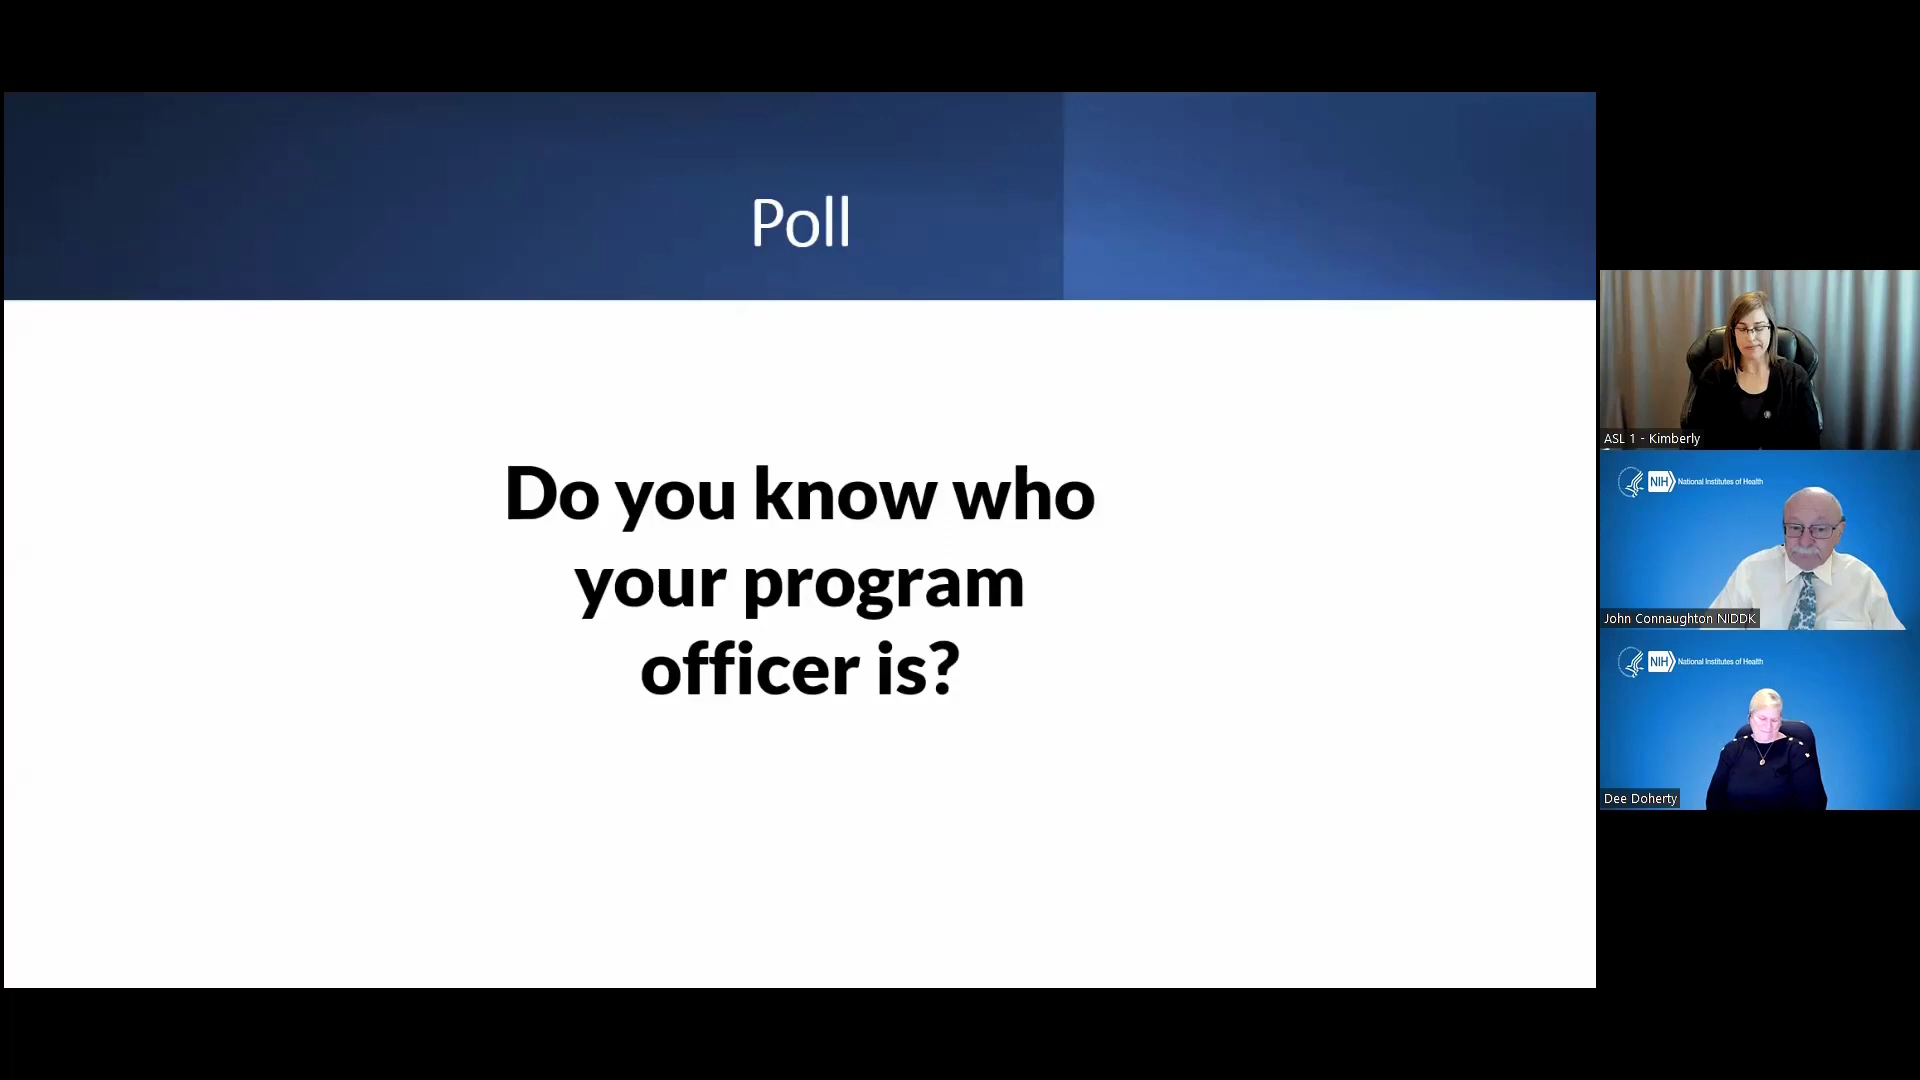 Poll
Do you know who
your program
officer is?
ASL 1 - Kimberly
NIH National Institutes of Health
John Connaughton NIDDK
NIH National Institutes of Health
Dee Doherty